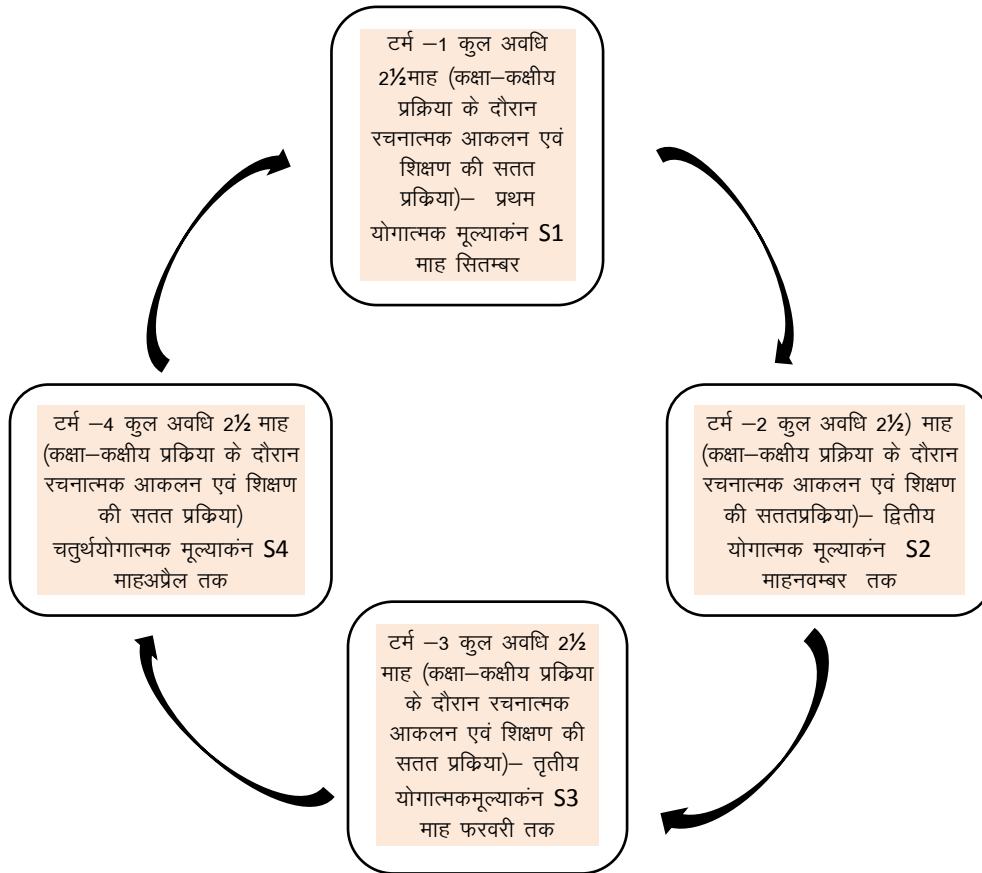 टर्म –1 कुल अवधि
2½माह (कक्षा–कक्षीय
प्रक्रिया के दौरान
रचनात्मक आकलन एवं
शिक्षण की सतत
प्रकिया)– प्रथम
योगात्मक मूल्याकंन S1
माह सितम्बर
टर्म –2 कुल अवधि 2½) माह
(कक्षा–कक्षीय प्रक्रिया के दौरान
रचनात्मक आकलन एवं शिक्षण
की सततप्रकिया)– द्वितीय
योगात्मक मूल्याकंन S2
माहनवम्बर तक
टर्म –3 कुल अवधि 2½
माह (कक्षा–कक्षीय प्रकिया
के दौरान रचनात्मक
आकलन एवं शिक्षण की
सतत प्रकिया)– तृतीय
योगात्मकमूल्याकंन S3
माह फरवरी तक
टर्म –4 कुल अवधि 2½ माह
(कक्षा–कक्षीय प्रकिया के दौरान
रचनात्मक आकलन एवं शिक्षण
की सतत प्रकिया)
चतुर्थयोगात्मक मूल्याकंन S4
माहअप्रैल तक